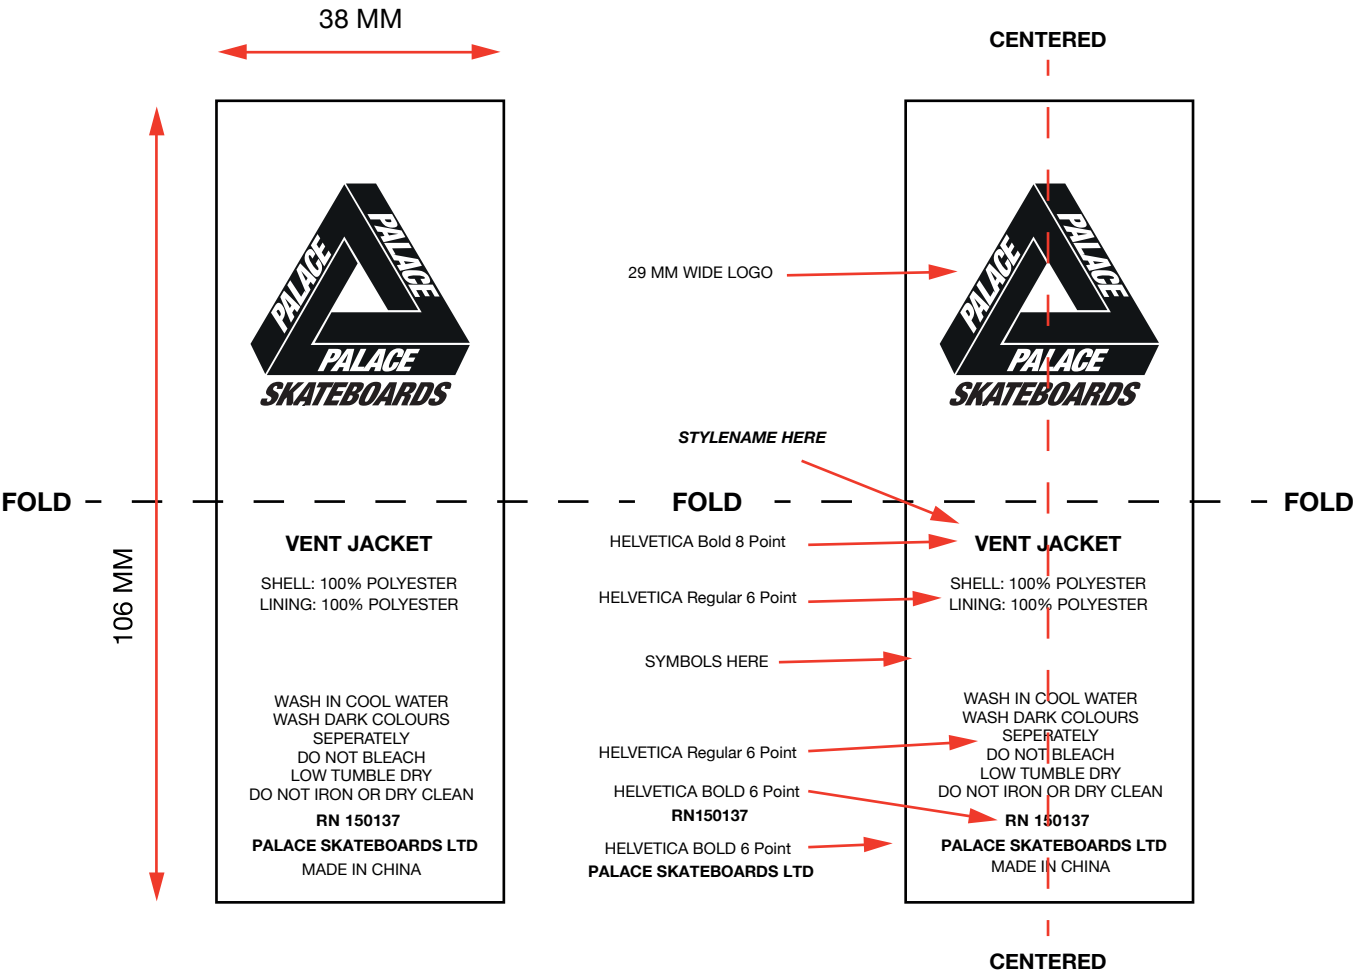 38 MM
CENTERED
PALACE
PALACE
PALACE
SKATEBOARDS
29 MM WIDE LOGO
PALACE
PALACE
PALACE
SKATEBOARDS
STYLENAME HERE
FOLD
FOLD
FOLD
106 MM
VENT JACKET
SHELL: 100% POLYESTER
LINING: 100% POLYESTER
WASH IN COOL WATER
WASH DARK COLOURS
SEPERATELY
DO NOT BLEACH
LOW TUMBLE DRY
DO NOT IRON OR DRY CLEAN
RN 150137
PALACE SKATEBOARDS LTD
MADE IN CHINA
HELVETICA Bold 8 Point
HELVETICA Regular 6 Point
SYMBOLS HERE
HELVETICA Regular 6 Point
HELVETICA BOLD 6 Point
RN150137
HELVETICA BOLD 6 Point
PALACE SKATEBOARDS LTD
VENT JACKET
SHELL: 100% POLYESTER
LINING: 100% POLYESTER
WASH IN COOL WATER
WASH DARK COLOURS
SEPERATELY
DO NOT BLEACH
LOW TUMBLE DRY
DO NOT IRON OR DRY CLEAN
RN 150137
PALACE SKATEBOARDS LTD
MADE IN CHINA
CENTERED